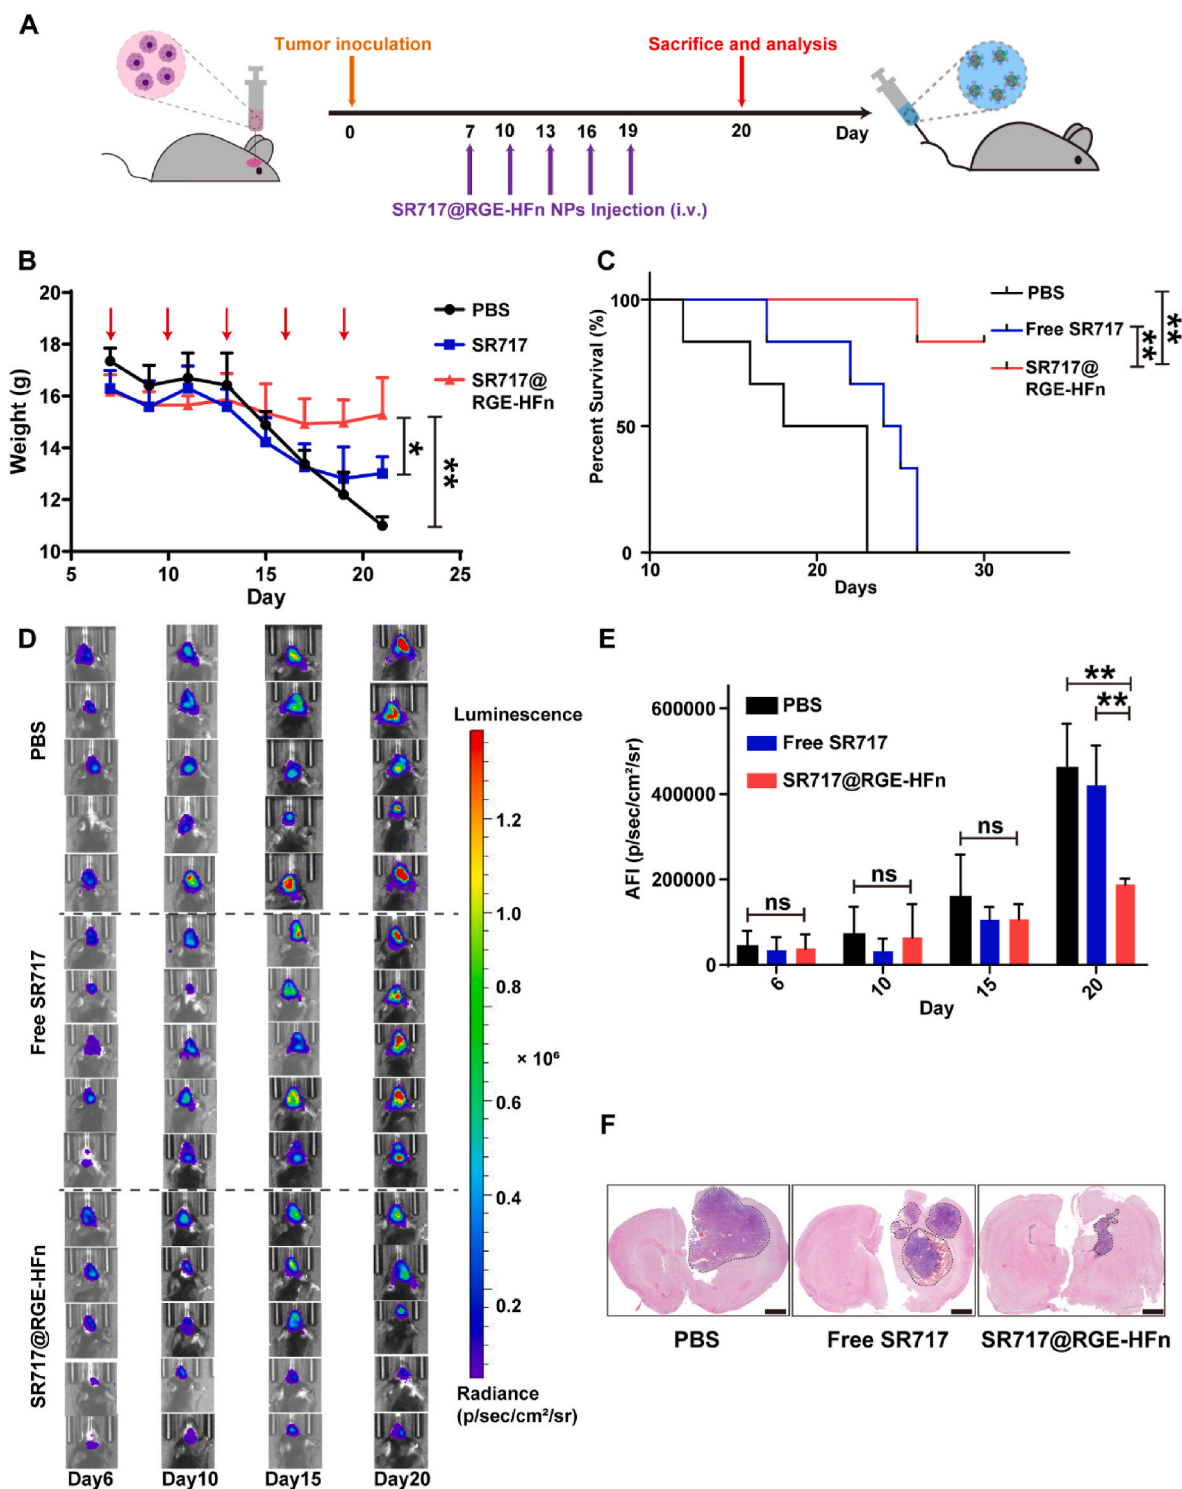 A
Tumor inoculation
Sacrifice and analysis
0
7
10
13
16
19
20
Day
SR717@RGE-HFn NPs Injection (i.v.)
B
20
18
16
14
12
10
Weight (g)
5
10
15
20
25
Day
PBS
SR717
SR717@
RGE-HFn
*
**
C
100
50
0
Percent Survival (%)
10
20
30
Days
PBS
Free SR717
SR717@
RGE-HFn
**
**
D
PBS
Free SR717
SR717@RGE-HFn
Day6
Day10
Day15
Day20
Luminescence
1.2
1.0
0.8
× 10⁶
0.6
0.4
0.2
Radiance
(p/sec/cm²/sr)
E
600000
400000
200000
0
AFI (p/sec/cm²/sr)
PBS
Free SR717
SR717@RGE-HFn
ns
ns
ns
**
**
6
10
15
20
Day
F
PBS
Free SR717
SR717@RGE-HFn